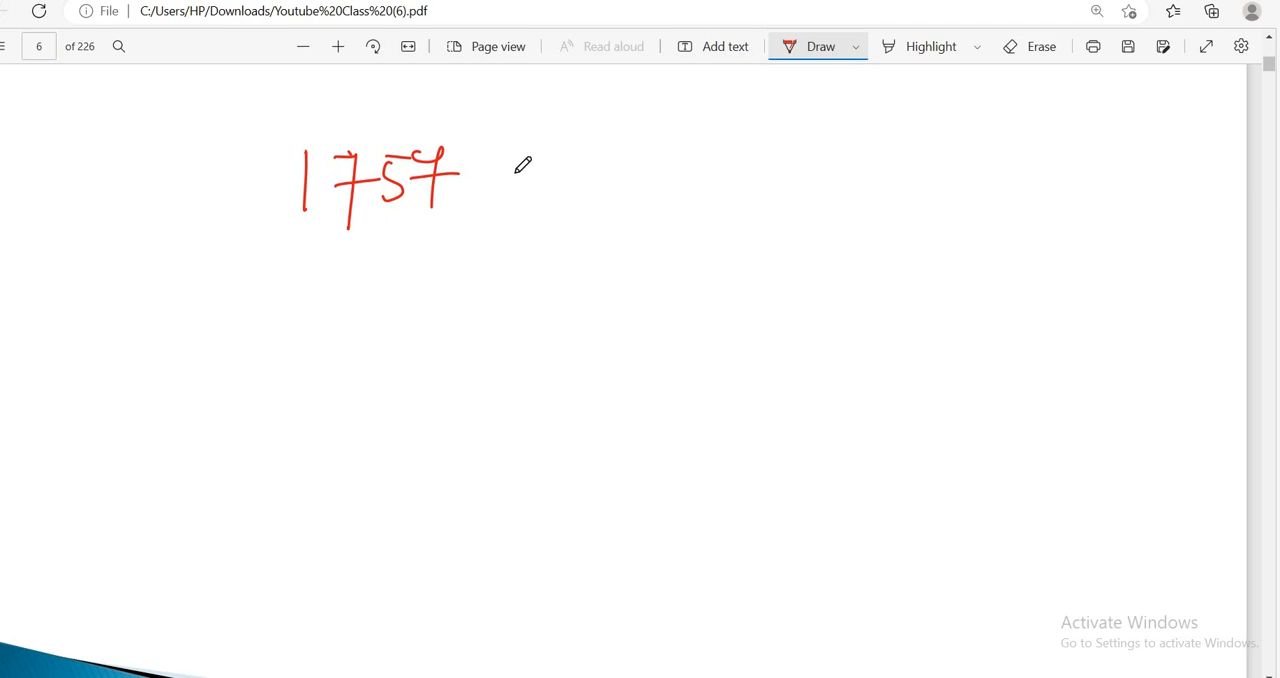 File C:/Users/HP/Downloads/Youtube%20Class%20(6).pdf
6 of 226 Page view Read aloud Add text Draw Highlight Erase
1757
Activate Windows
Go to Settings to activate Windows.